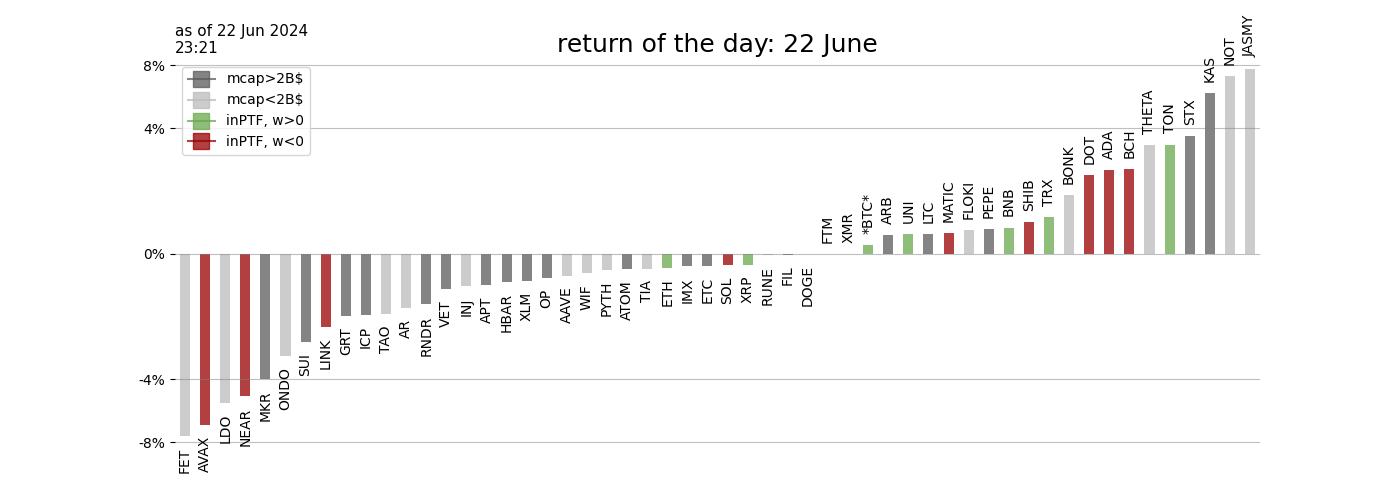 as of 22 Jun 2024
23:21
return of the day: 22 June
8%
4%
0%
-4%
-8%
mcap>2B$
mcap<2B$
inPTF, w>0
inPTF, w<0
FET
AVAX
LDO
NEAR
MKR
ONDO
SUI
LINK
GRT
ICP
TAO
AR
RNDR
VET
INJ
APT
HBAR
XLM
OP
AAVE
WIF
PYTH
ATOM
TIA
ETH
IMX
ETC
SOL
XRP
RUNE
FIL
DOGE
FTM
XMR
*BTC*
ARB
UNI
LTC
MATIC
FLOKI
PEPE
BNB
SHIB
TRX
BONK
DOT
ADA
BCH
THETA
TON
STX
KAS
NOT
JASMY